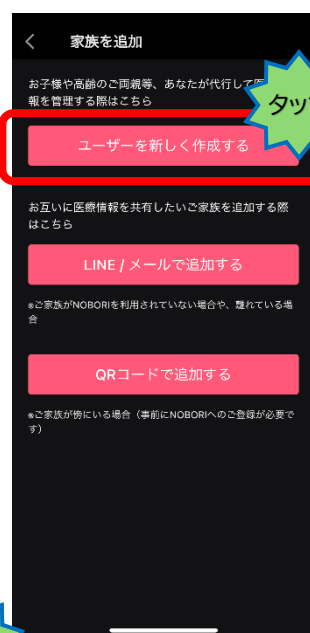 家族を追加
お子様や高齢のご両親等、あなたが代行して
報を管理する際はこちら
タッ
ユーザーを新しく作成する
お互いに医療情報を共有したいご家族を追加する際
はこちら
LINE / メールで追加する
※ご家族がNOBORIを利用されていない場合や、離れている場
合
QRコードで追加する
※ご家族が傍にいる場合（事前にNOBORIへのご登録が必要で
す）